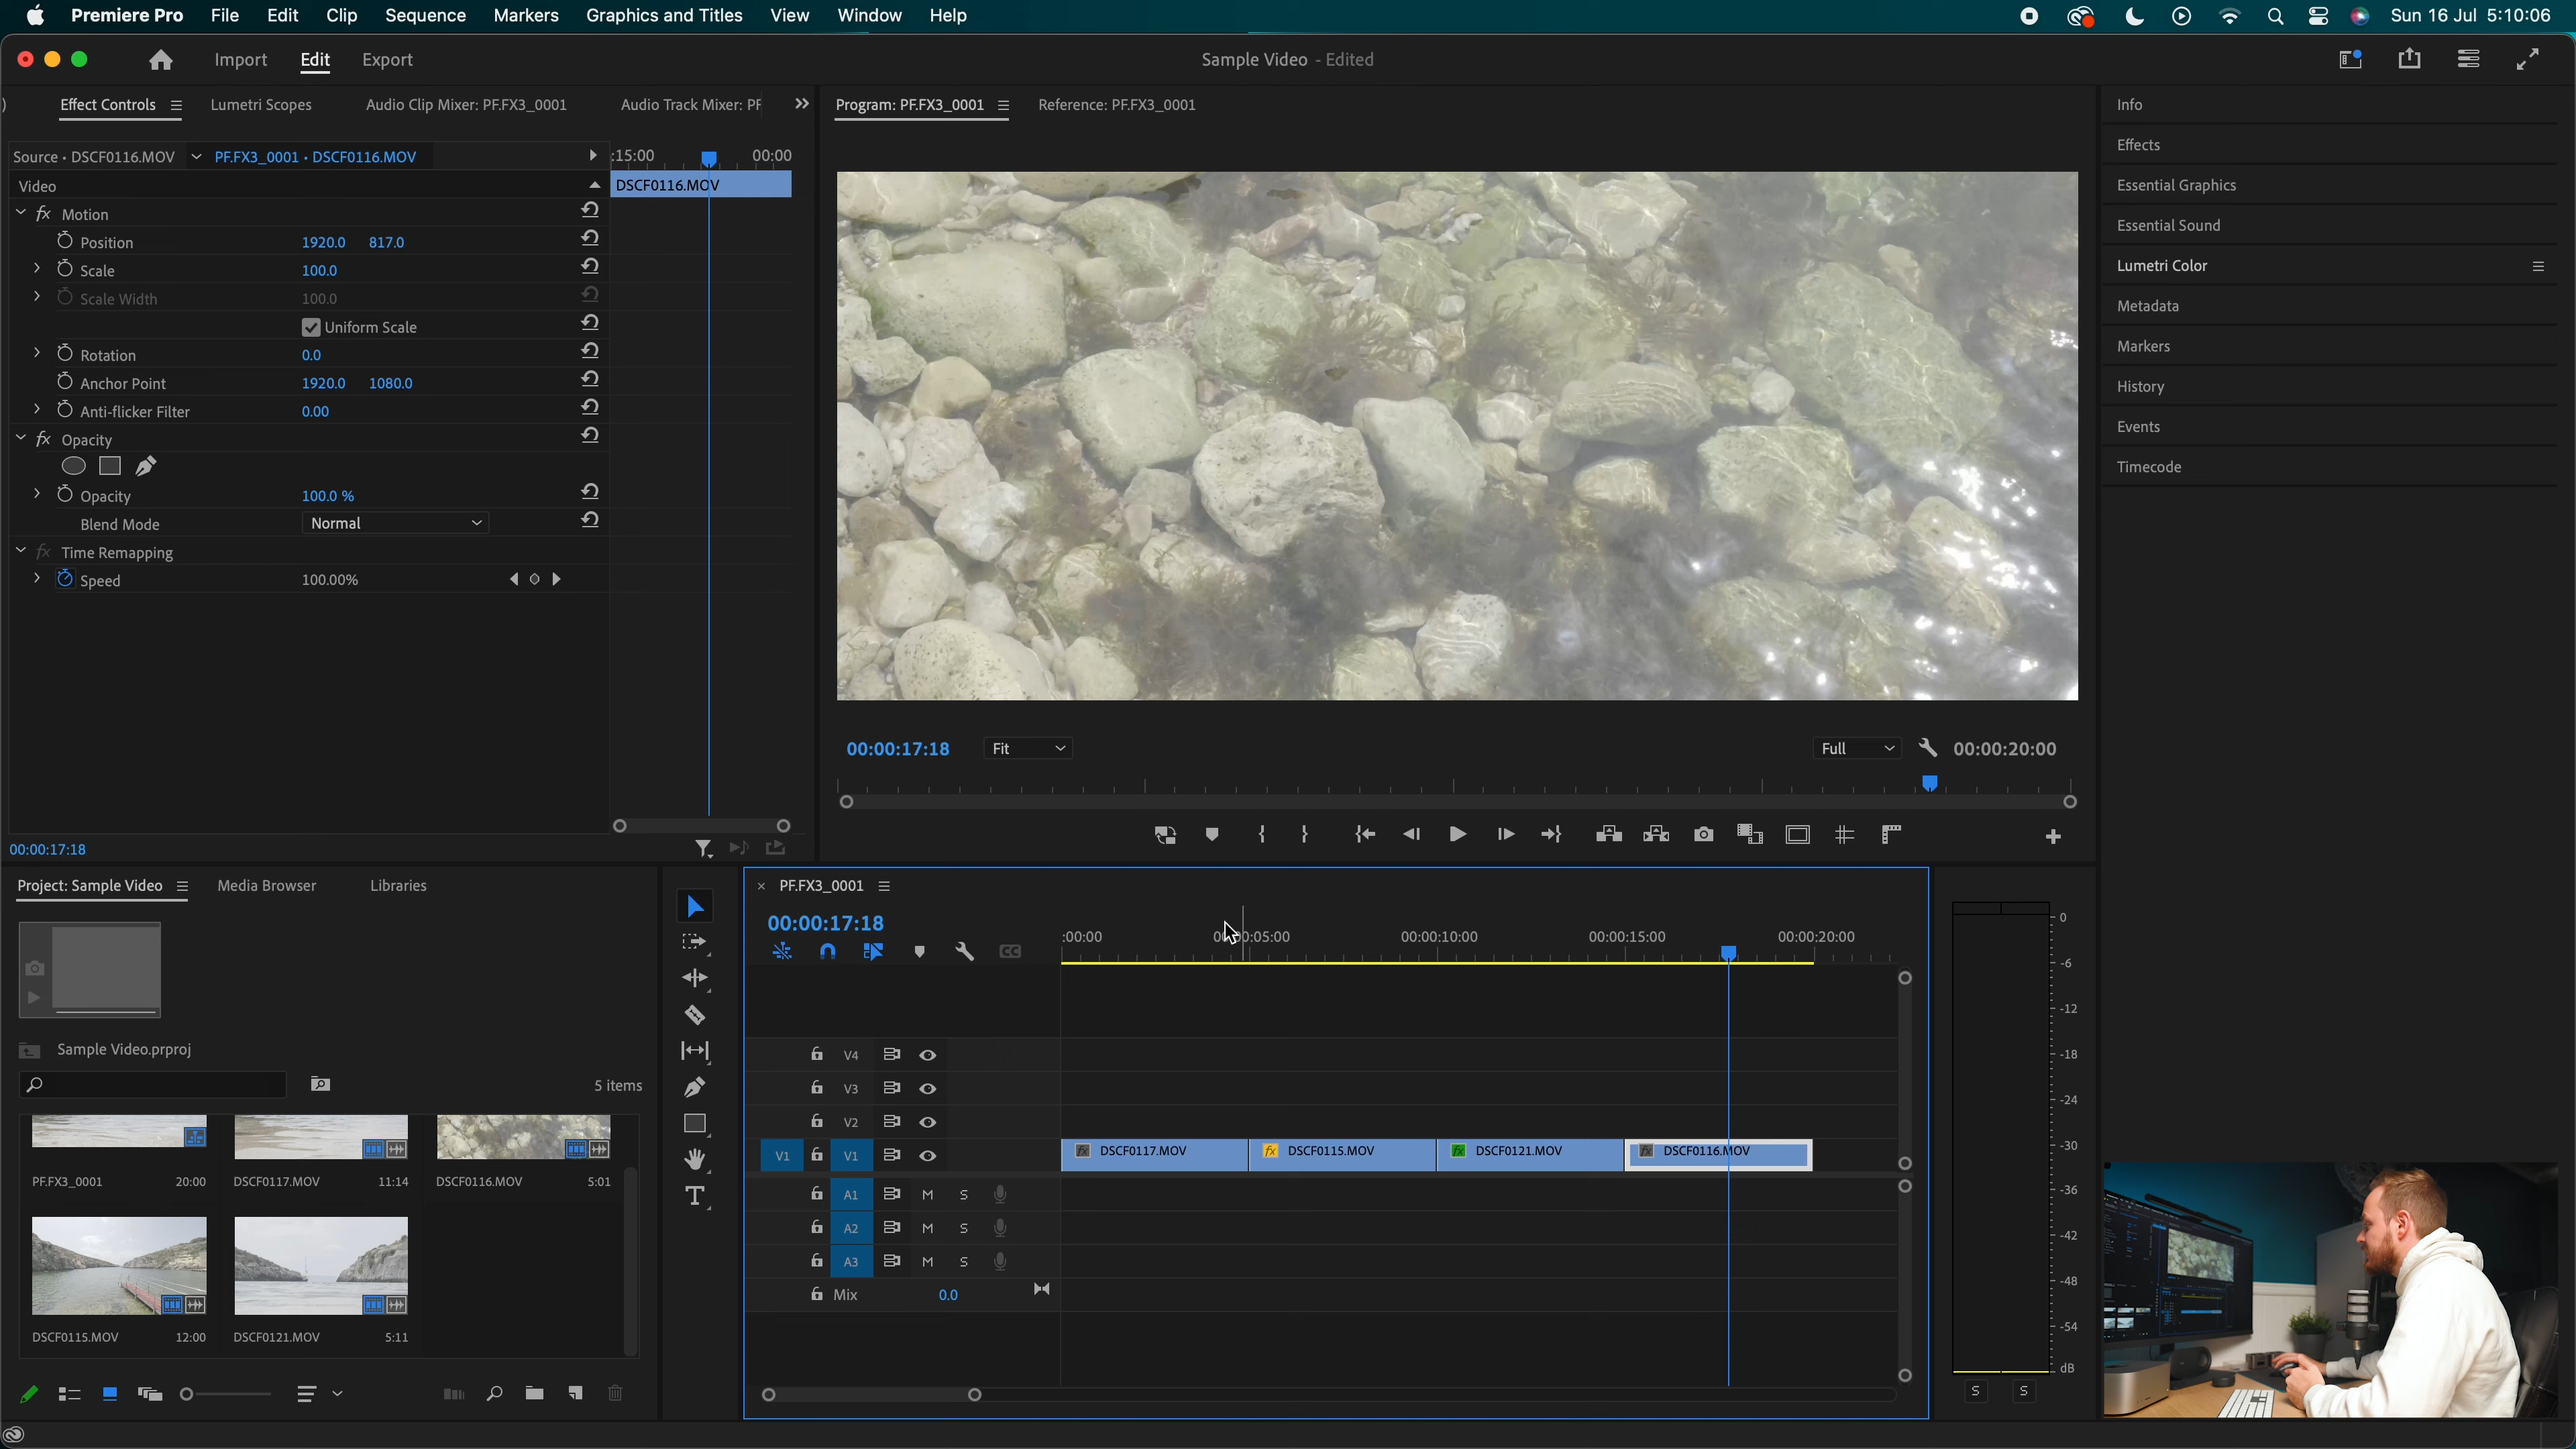 Premiere Pro File Edit Clip Sequence Markers Graphics and Titles View Window Help Sun 16 Jul 5:10:06
Import Edit Export Sample Video - Edited
Effect Controls Lumetri Scopes Audio Clip Mixer: PF.FX3_0001 Audio Track Mixer: PF
Program: PF.FX3_0001 Reference: PF.FX3_0001
Source • DSCF0116.MOV PF.FX3_0001 • DSCF0116.MOV :15:00 00:00
Video DSCF0116.MOV
fx Motion
Position 1920.0 817.0
Scale 100.0
Scale Width 100.0
Uniform Scale
Rotation 0.0
Anchor Point 1920.0 1080.0
Anti-flicker Filter 0.00
fx Opacity
Opacity 100.0 %
Blend Mode Normal
fx Time Remapping
Speed 100.00%
00:00:17:18
00:00:17:18 Fit Full 00:00:20:00
Info
Effects
Essential Graphics
Essential Sound
Lumetri Color
Metadata
Markers
History
Events
Timecode
Project: Sample Video Media Browser Libraries
Sample Video.prproj
5 items
PF.FX3_0001 20:00 DSCF0117.MOV 11:14 DSCF0116.MOV 5:01
DSCF0115.MOV 12:00 DSCF0121.MOV 5:11
T
× PF.FX3_0001
00:00:17:18
:00:00 00:00:05:00 00:00:10:00 00:00:15:00 00:00:20:00
CC
V4
V3
V2
V1 V1 fx DSCF0117.MOV fx DSCF0115.MOV fx DSCF0121.MOV fx DSCF0116.MOV
A1 M S
A2 M S
A3 M S
Mix 0.0
0
-6
-12
-18
-24
-30
-36
-42
-48
-54
dB
S S